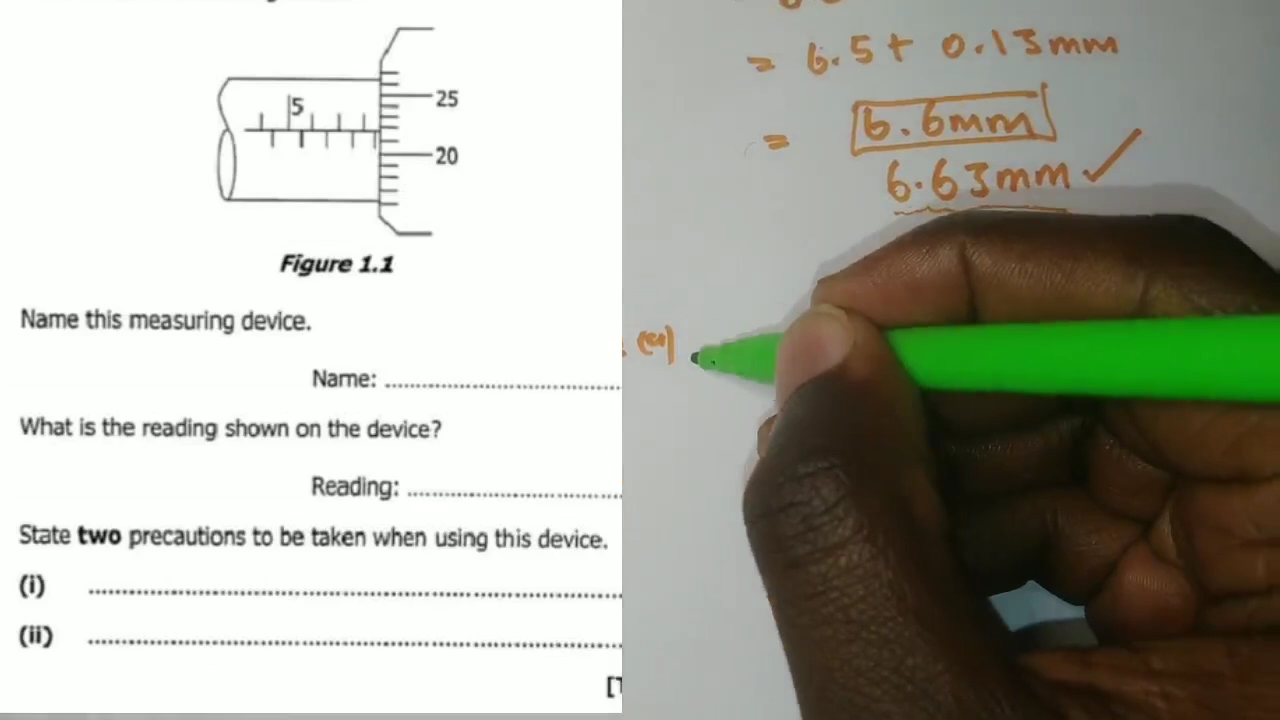 25
5
20
Figure 1.1
Name this measuring device.
Name: ....................................
What is the reading shown on the device?
Reading: ....................................
State two precautions to be taken when using this device.
(i) ....................................
(ii) ....................................
= 6.5 + 0.13mm
= 6.6mm
6.63mm ✓
(a)